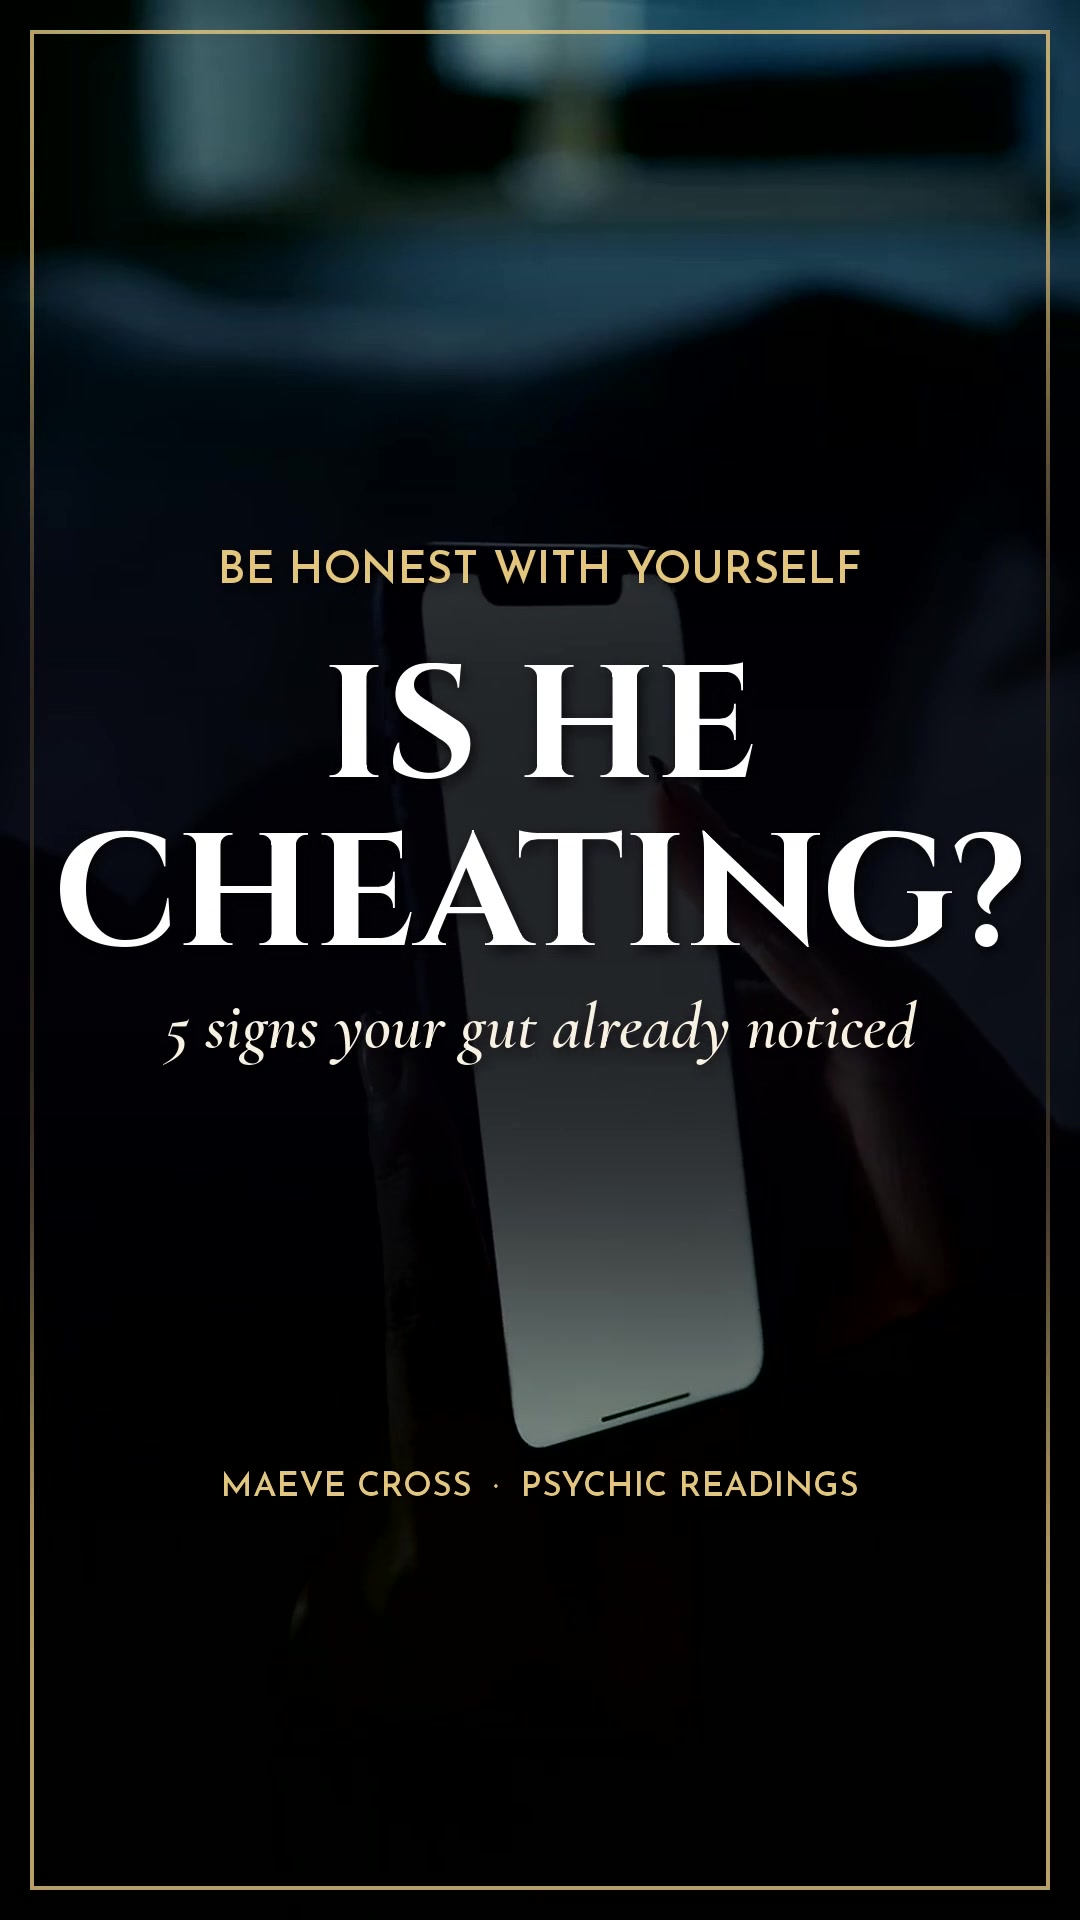 BE HONEST WITH YOURSELF
IS HE
CHEATING?
5 signs your gut already noticed
MAEVE CROSS · PSYCHIC READINGS